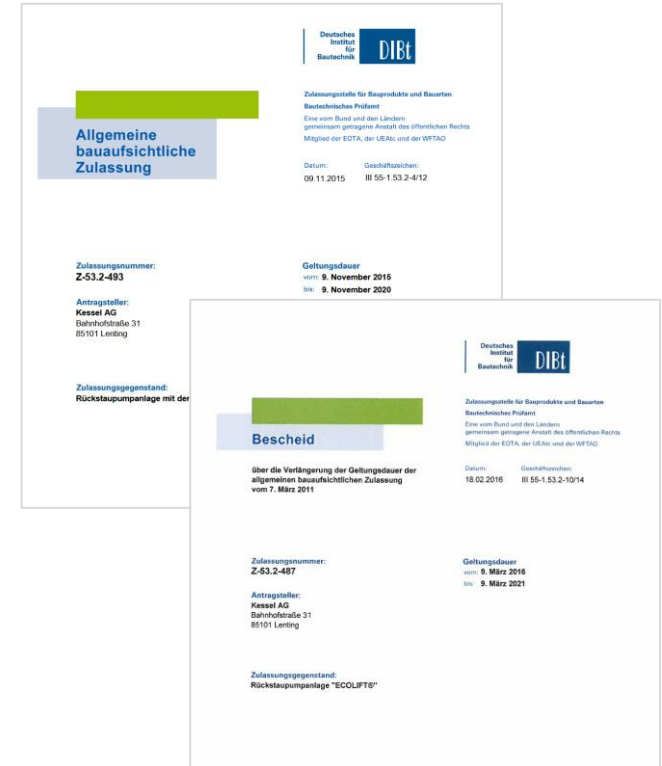 Deutsches
Institut
für
Bautechnik
DIBt
Zulassungsstelle für Bauprodukte und Bauarten
Bautechnisches Prüfamt
Eine vom Bund und den Ländern
gemeinsam getragene Anstalt des öffentlichen Rechts
Mitglied der EOTA, der UEAtc und der WFTAO
Allgemeine
bauaufsichtliche
Zulassung
Datum: Geschäftszeichen:
09.11.2015 III 55-1.53.2-4/12
Zulassungsnummer:
Z-53.2-493
Geltungsdauer
vom: 9. November 2015
bis: 9. November 2020
Antragsteller:
Kessel AG
Bahnhofstraße 31
85101 Lenting
Zulassungsgegenstand:
Rückstaupumpanlage mit der
Deutsches
Institut
für
Bautechnik
DIBt
Zulassungsstelle für Bauprodukte und Bauarten
Bautechnisches Prüfamt
Eine vom Bund und den Ländern
gemeinsam getragene Anstalt des öffentlichen Rechts
Mitglied der EOTA, der UEAtc und der WFTAO
Bescheid
über die Verlängerung der Geltungsdauer der
allgemeinen bauaufsichtlichen Zulassung
vom 7. März 2011
Datum: Geschäftszeichen:
18.02.2016 III 55-1.53.2-10/14
Zulassungsnummer:
Z-53.2-487
Geltungsdauer
vom: 9. März 2016
bis: 9. März 2021
Antragsteller:
Kessel AG
Bahnhofstraße 31
85101 Lenting
Zulassungsgegenstand:
Rückstaupumpanlage "ECOLIFT®"